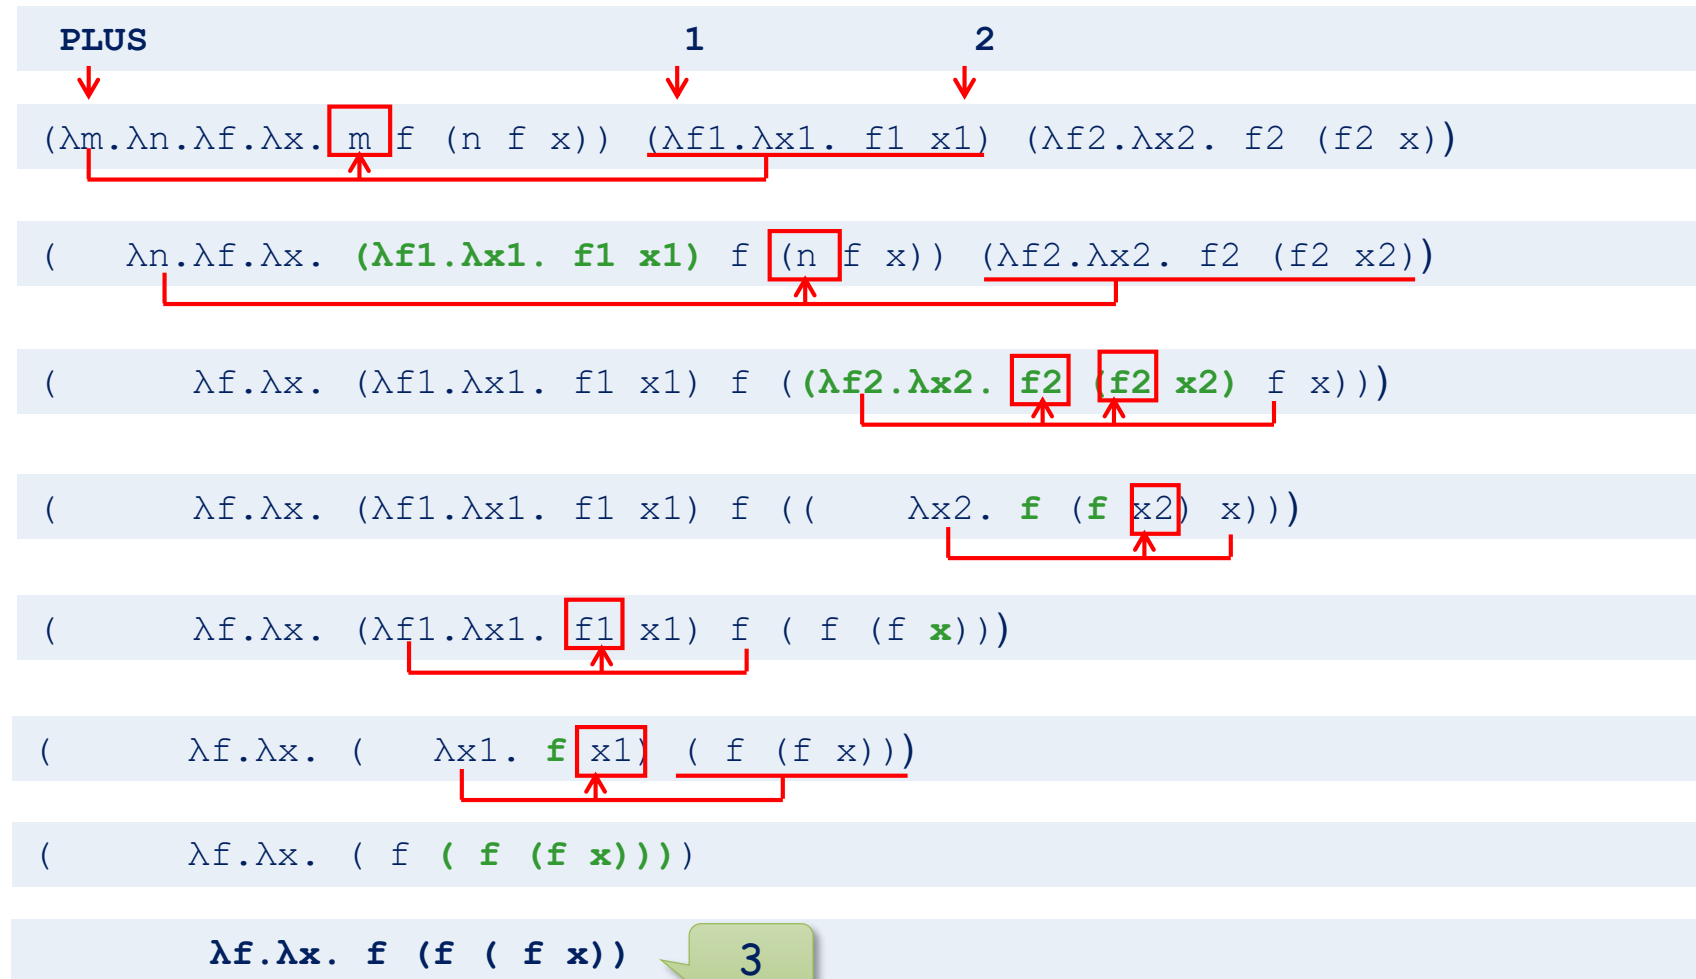 PLUS 1 2
(λm.λn.λf.λx. m f (n f x)) (λf1.λx1. f1 x1) (λf2.λx2. f2 (f2 x))
( λn.λf.λx. (λf1.λx1. f1 x1) f (n f x)) (λf2.λx2. f2 (f2 x2))
( λf.λx. (λf1.λx1. f1 x1) f ((λf2.λx2. f2 (f2 x2) f x)))
( λf.λx. (λf1.λx1. f1 x1) f (( λx2. f (f x2) x)))
( λf.λx. (λf1.λx1. f1 x1) f ( f (f x)))
( λf.λx. ( λx1. f x1) ( f (f x)))
( λf.λx. ( f ( f (f x))))
λf.λx. f (f ( f x)) 3